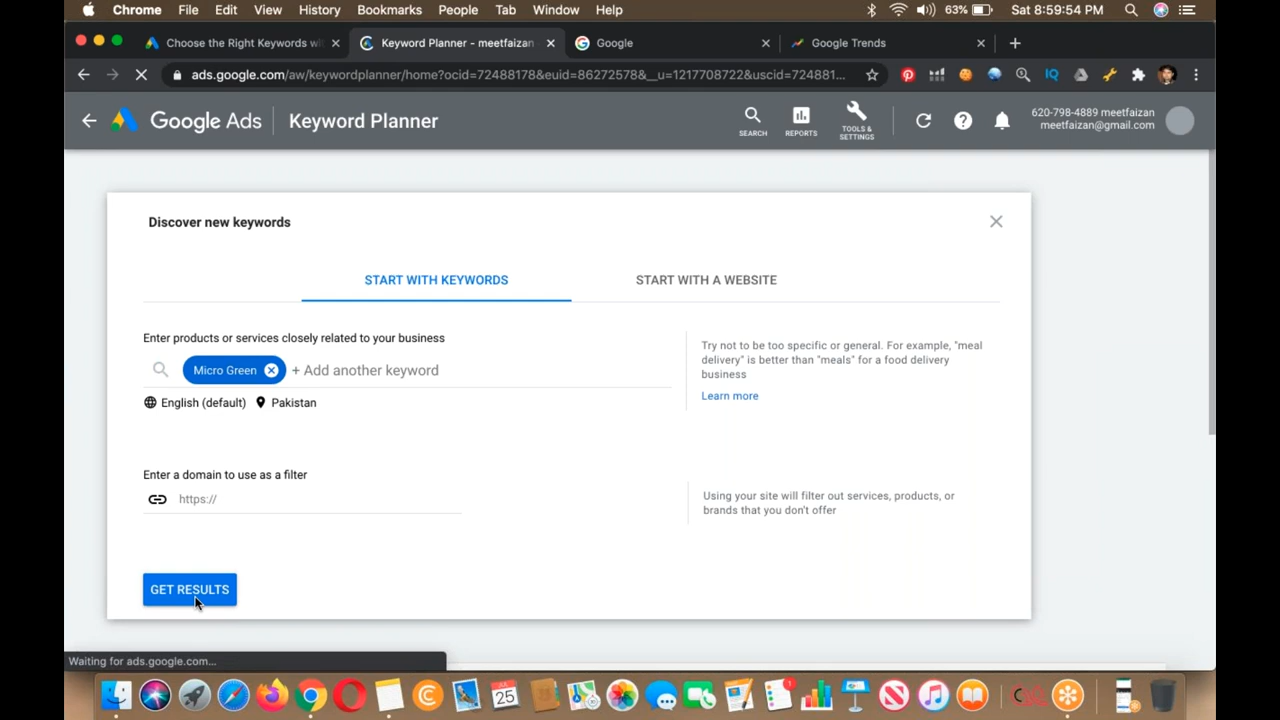 Chrome File Edit View History Bookmarks People Tab Window Help 63% Sat 8:59:54 PM
Choose the Right Keywords wi Keyword Planner - meetfaizan Google Google Trends
ads.google.com/aw/keywordplanner/home?ocid=72488178&euid=86272578&__u=1217708722&uscid=724881... IQ
Google Ads Keyword Planner
SEARCH REPORTS TOOLS & SETTINGS
620-798-4889 meetfaizan
meetfaizan@gmail.com
Discover new keywords
START WITH KEYWORDS START WITH A WEBSITE
Enter products or services closely related to your business
Micro Green + Add another keyword
English (default) Pakistan
Try not to be too specific or general. For example, "meal
delivery" is better than "meals" for a food delivery
business
Learn more
Enter a domain to use as a filter
https://
Using your site will filter out services, products, or
brands that you don't offer
GET RESULTS
Waiting for ads.google.com...
25
1